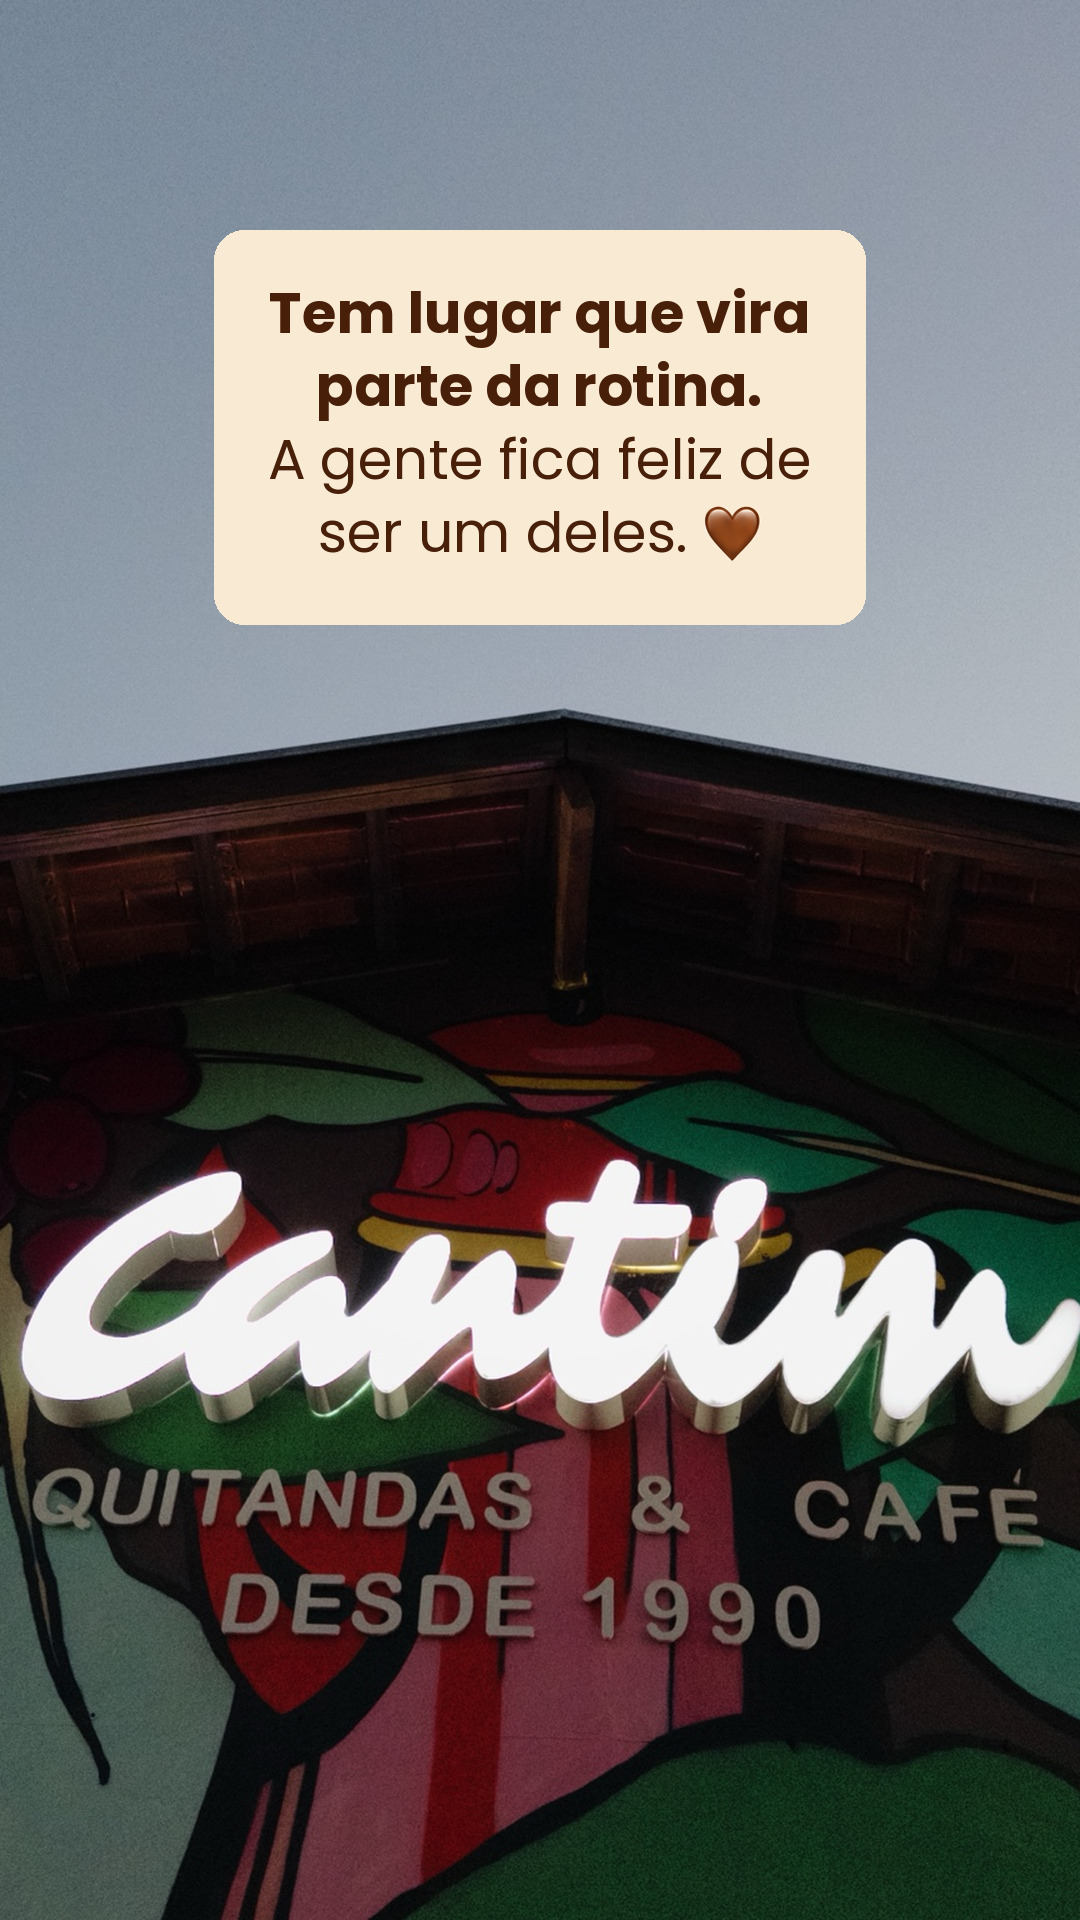 Tem lugar que vira
parte da rotina.
A gente fica feliz de
ser um deles. 🤎
Cantim
QUITANDAS & CAFÉ
DESDE 1990